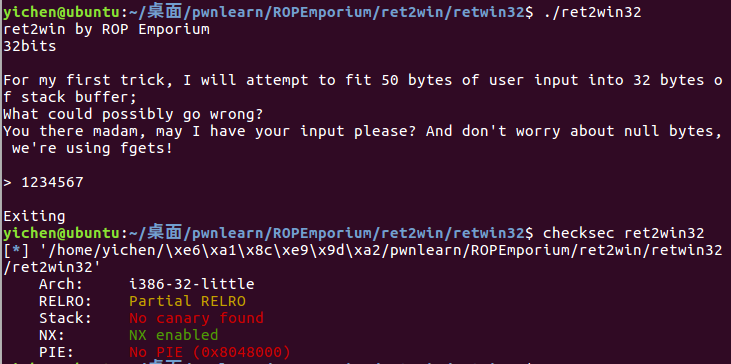 yichen@ubuntu:~/桌面/pwnlearn/ROPEmporium/ret2win/retwin32$ ./ret2win32
ret2win by ROP Emporium
32bits
For my first trick, I will attempt to fit 50 bytes of user input into 32 bytes o
f stack buffer;
What could possibly go wrong?
You there madam, may I have your input please? And don't worry about null bytes,
 we're using fgets!
> 1234567
Exiting
yichen@ubuntu:~/桌面/pwnlearn/ROPEmporium/ret2win/retwin32$ checksec ret2win32
[*] '/home/yichen/\xe6\xa1\x8c\xe9\x9d\xa2/pwnlearn/ROPEmporium/ret2win/retwin32
/ret2win32'
    Arch:     i386-32-little
    RELRO:    Partial RELRO
    Stack:    No canary found
    NX:       NX enabled
    PIE:      No PIE (0x8048000)